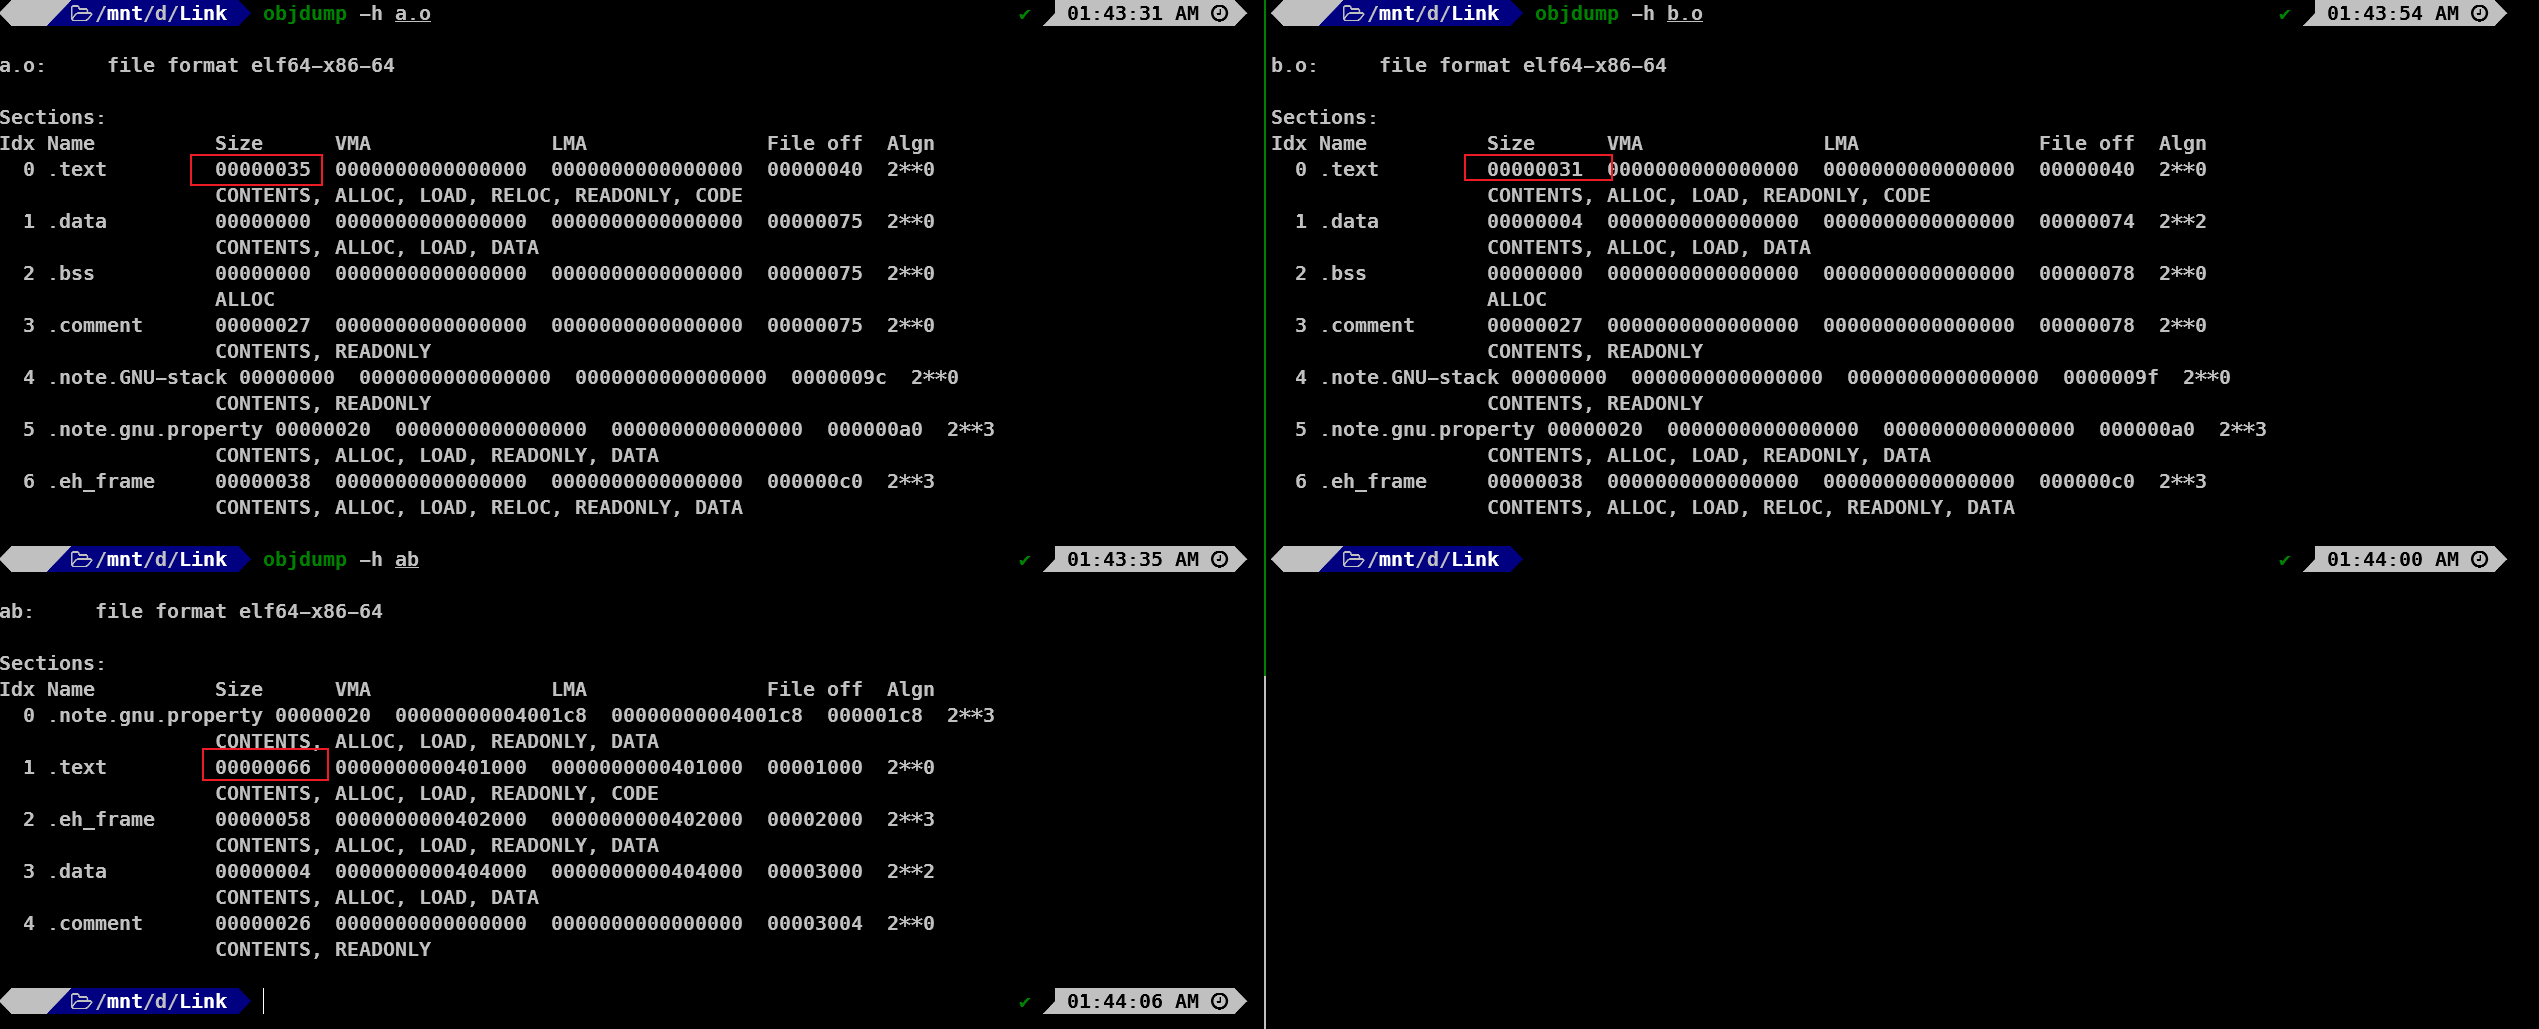 /mnt/d/Link objdump -h a.o ✔ 01:43:31 AM
a.o:     file format elf64-x86-64
Sections:
Idx Name          Size      VMA               LMA               File off  Algn
  0 .text         00000035  0000000000000000  0000000000000000  00000040  2**0
                  CONTENTS, ALLOC, LOAD, RELOC, READONLY, CODE
  1 .data         00000000  0000000000000000  0000000000000000  00000075  2**0
                  CONTENTS, ALLOC, LOAD, DATA
  2 .bss          00000000  0000000000000000  0000000000000000  00000075  2**0
                  ALLOC
  3 .comment      00000027  0000000000000000  0000000000000000  00000075  2**0
                  CONTENTS, READONLY
  4 .note.GNU-stack 00000000  0000000000000000  0000000000000000  0000009c  2**0
                  CONTENTS, READONLY
  5 .note.gnu.property 00000020  0000000000000000  0000000000000000  000000a0  2**3
                  CONTENTS, ALLOC, LOAD, READONLY, DATA
  6 .eh_frame     00000038  0000000000000000  0000000000000000  000000c0  2**3
                  CONTENTS, ALLOC, LOAD, RELOC, READONLY, DATA
/mnt/d/Link objdump -h ab ✔ 01:43:35 AM
ab:     file format elf64-x86-64
Sections:
Idx Name          Size      VMA               LMA               File off  Algn
  0 .note.gnu.property 00000020  00000000004001c8  00000000004001c8  000001c8  2**3
                  CONTENTS, ALLOC, LOAD, READONLY, DATA
  1 .text         00000066  0000000000401000  0000000000401000  00001000  2**0
                  CONTENTS, ALLOC, LOAD, READONLY, CODE
  2 .eh_frame     00000058  0000000000402000  0000000000402000  00002000  2**3
                  CONTENTS, ALLOC, LOAD, READONLY, DATA
  3 .data         00000004  0000000000404000  0000000000404000  00003000  2**2
                  CONTENTS, ALLOC, LOAD, DATA
  4 .comment      00000026  0000000000000000  0000000000000000  00003004  2**0
                  CONTENTS, READONLY
/mnt/d/Link ✔ 01:44:06 AM
/mnt/d/Link objdump -h b.o ✔ 01:43:54 AM
b.o:     file format elf64-x86-64
Sections:
Idx Name          Size      VMA               LMA               File off  Algn
  0 .text         00000031  0000000000000000  0000000000000000  00000040  2**0
                  CONTENTS, ALLOC, LOAD, READONLY, CODE
  1 .data         00000004  0000000000000000  0000000000000000  00000074  2**2
                  CONTENTS, ALLOC, LOAD, DATA
  2 .bss          00000000  0000000000000000  0000000000000000  00000078  2**0
                  ALLOC
  3 .comment      00000027  0000000000000000  0000000000000000  00000078  2**0
                  CONTENTS, READONLY
  4 .note.GNU-stack 00000000  0000000000000000  0000000000000000  0000009f  2**0
                  CONTENTS, READONLY
  5 .note.gnu.property 00000020  0000000000000000  0000000000000000  000000a0  2**3
                  CONTENTS, ALLOC, LOAD, READONLY, DATA
  6 .eh_frame     00000038  0000000000000000  0000000000000000  000000c0  2**3
                  CONTENTS, ALLOC, LOAD, RELOC, READONLY, DATA
/mnt/d/Link ✔ 01:44:00 AM